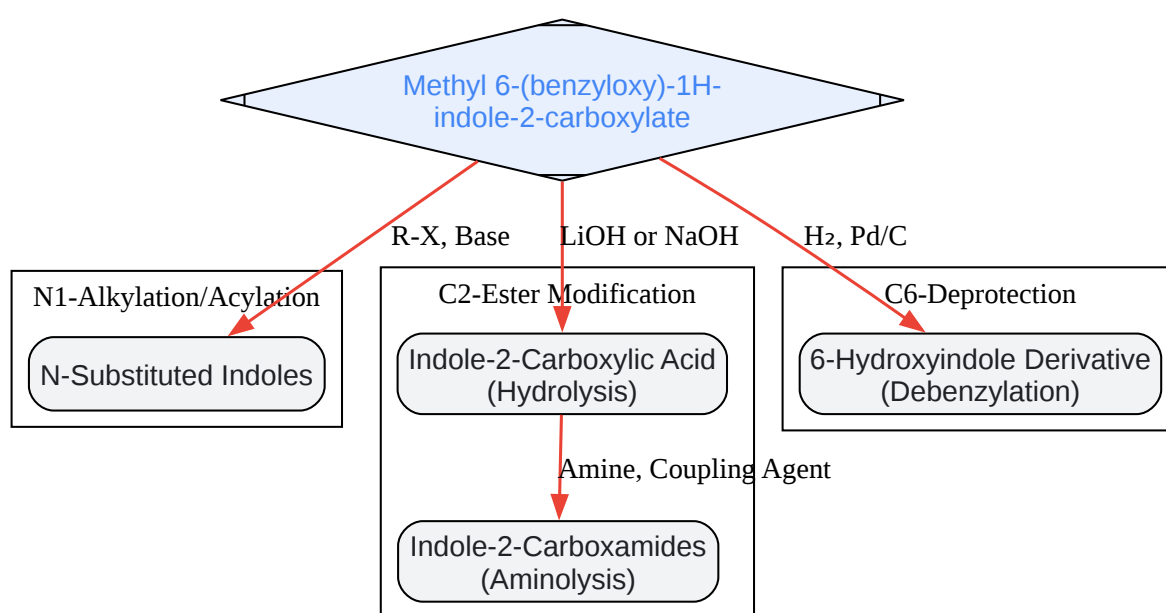 Methyl 6-(benzyloxy)-1H-
indole-2-carboxylate
R-X, Base
LiOH or NaOH
H₂, Pd/C
N1-Alkylation/Acylation
C2-Ester Modification
C6-Deprotection
N-Substituted Indoles
Indole-2-Carboxylic Acid
(Hydrolysis)
6-Hydroxyindole Derivative
(Debenzylation)
Amine, Coupling Agent
Indole-2-Carboxamides
(Aminolysis)